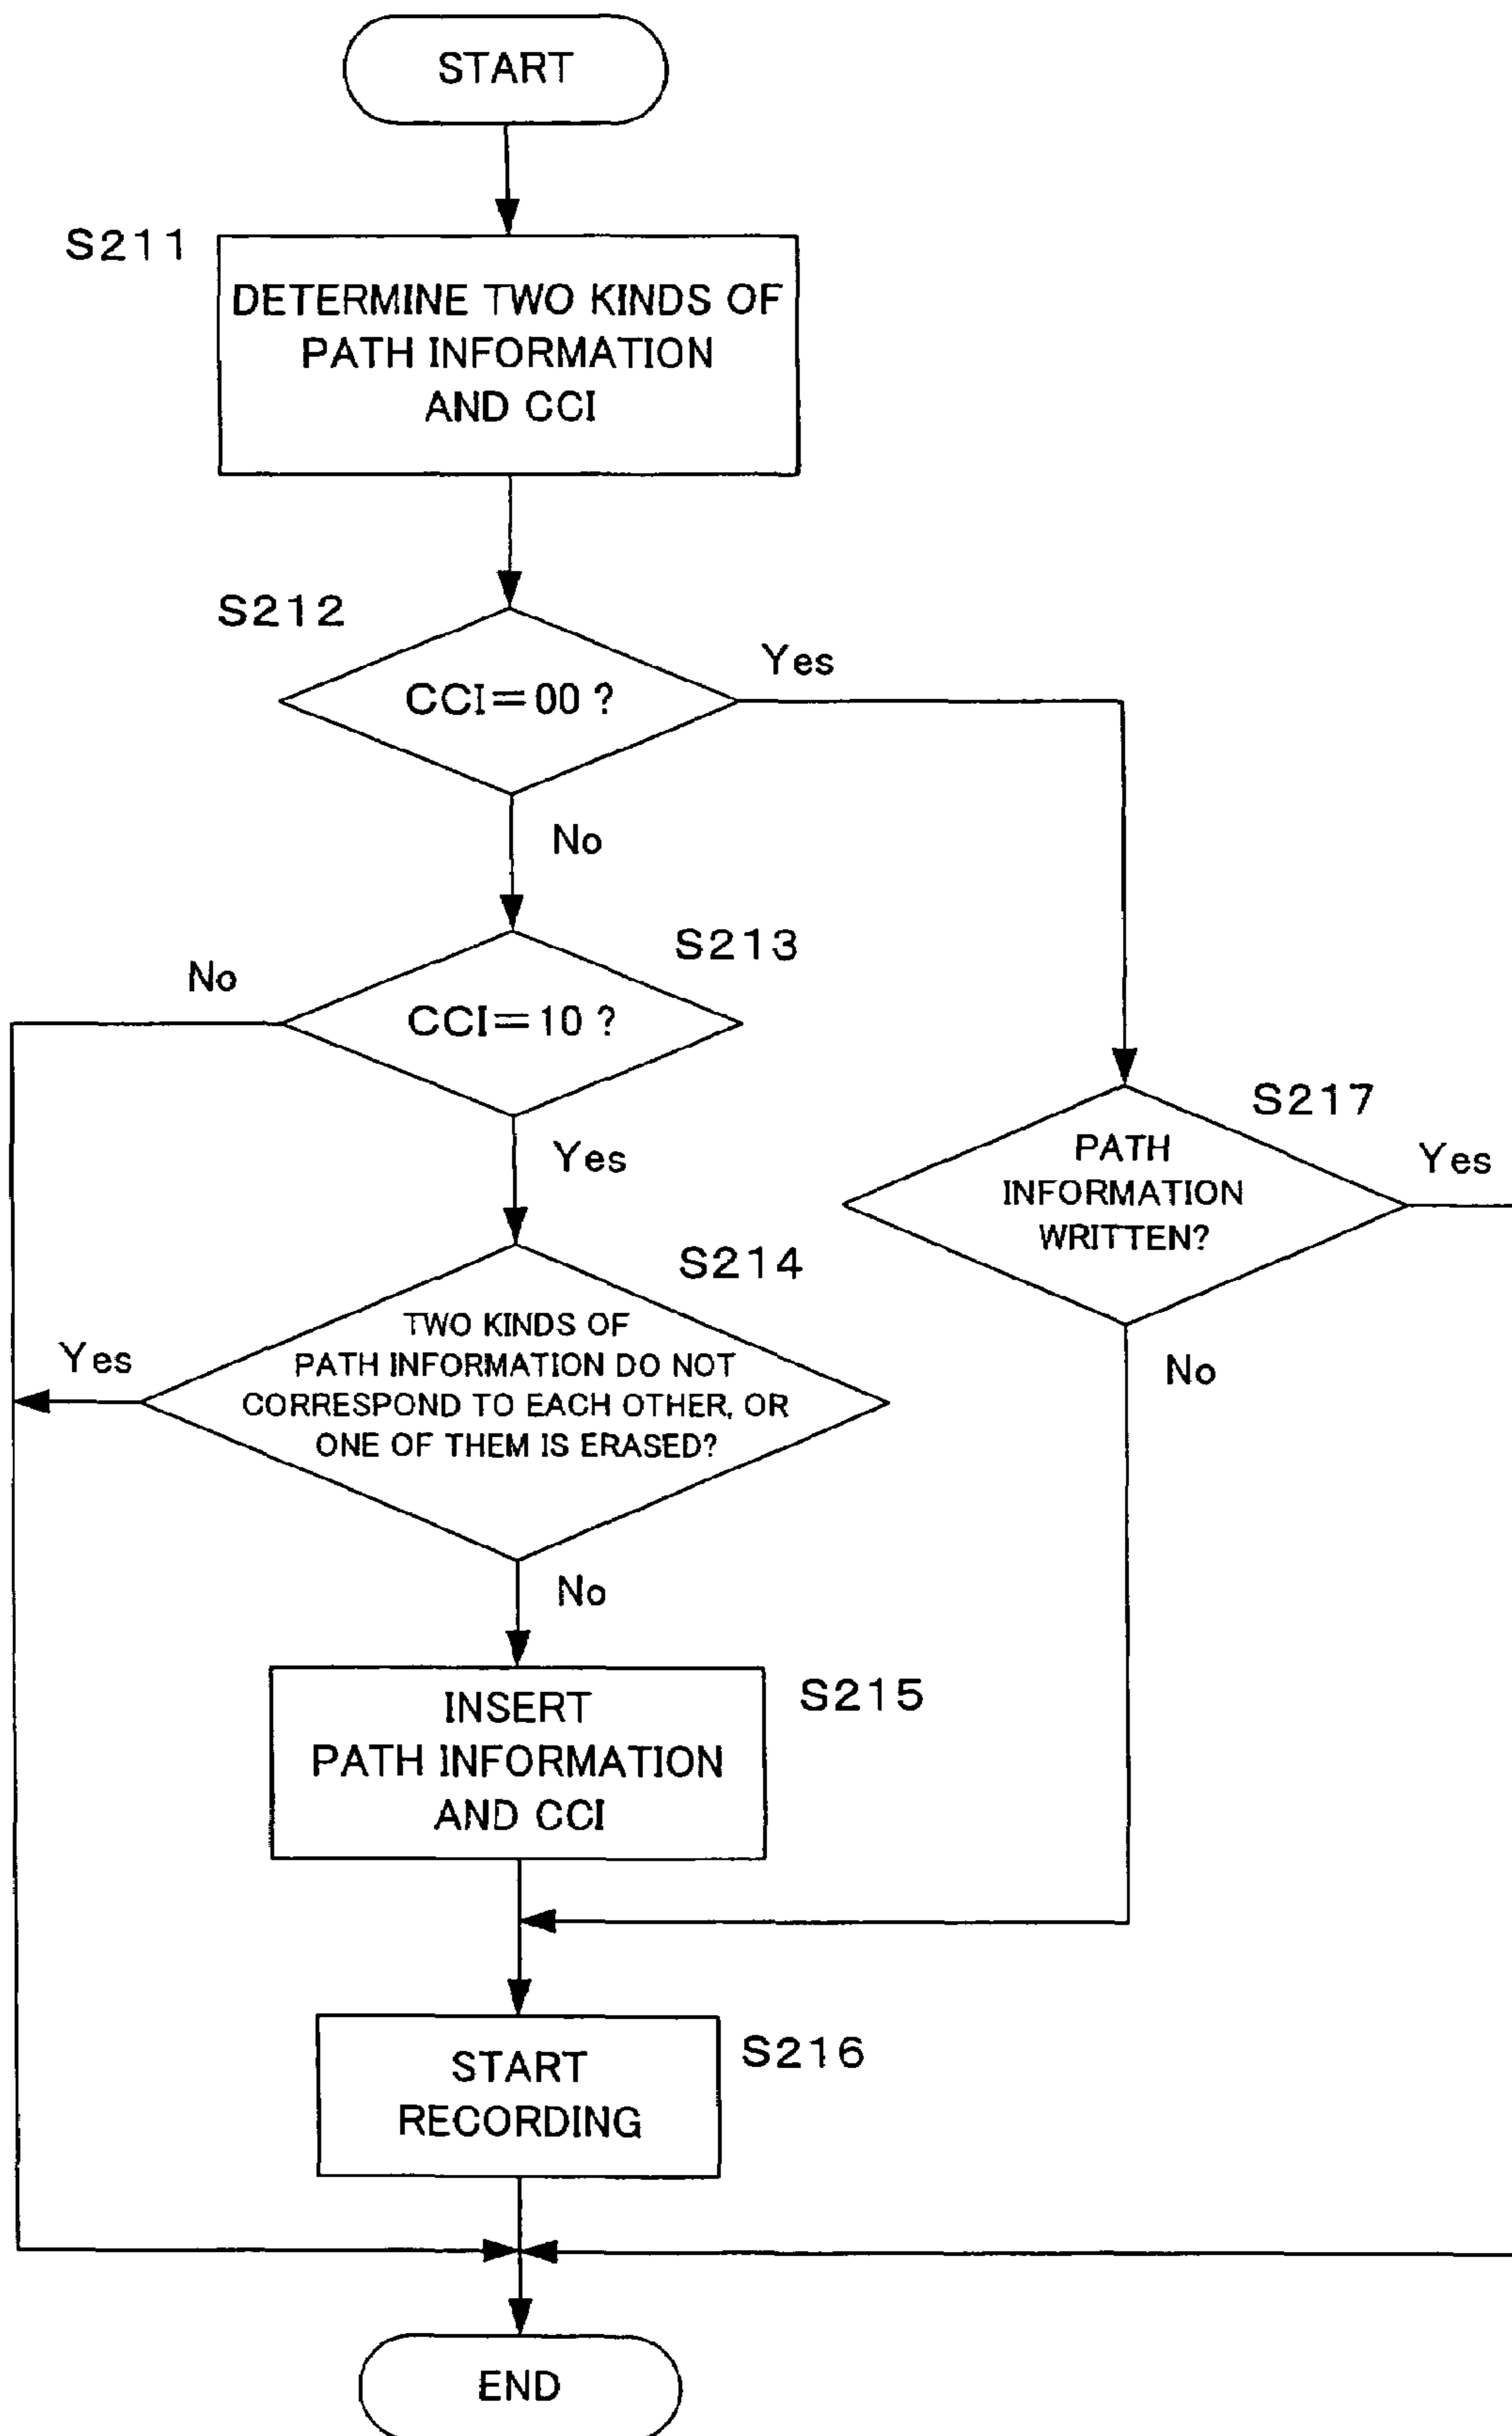 START
S211
DETERMINE TWO KINDS OF
PATH INFORMATION
AND CCI
S212
CCI=00 ?
Yes
No
S213
No
CCI=10 ?
Yes
S217
PATH
INFORMATION
WRITTEN?
Yes
No
S214
TWO KINDS OF
PATH INFORMATION DO NOT
CORRESPOND TO EACH OTHER, OR
ONE OF THEM IS ERASED?
Yes
No
S215
INSERT
PATH INFORMATION
AND CCI
S216
START
RECORDING
END